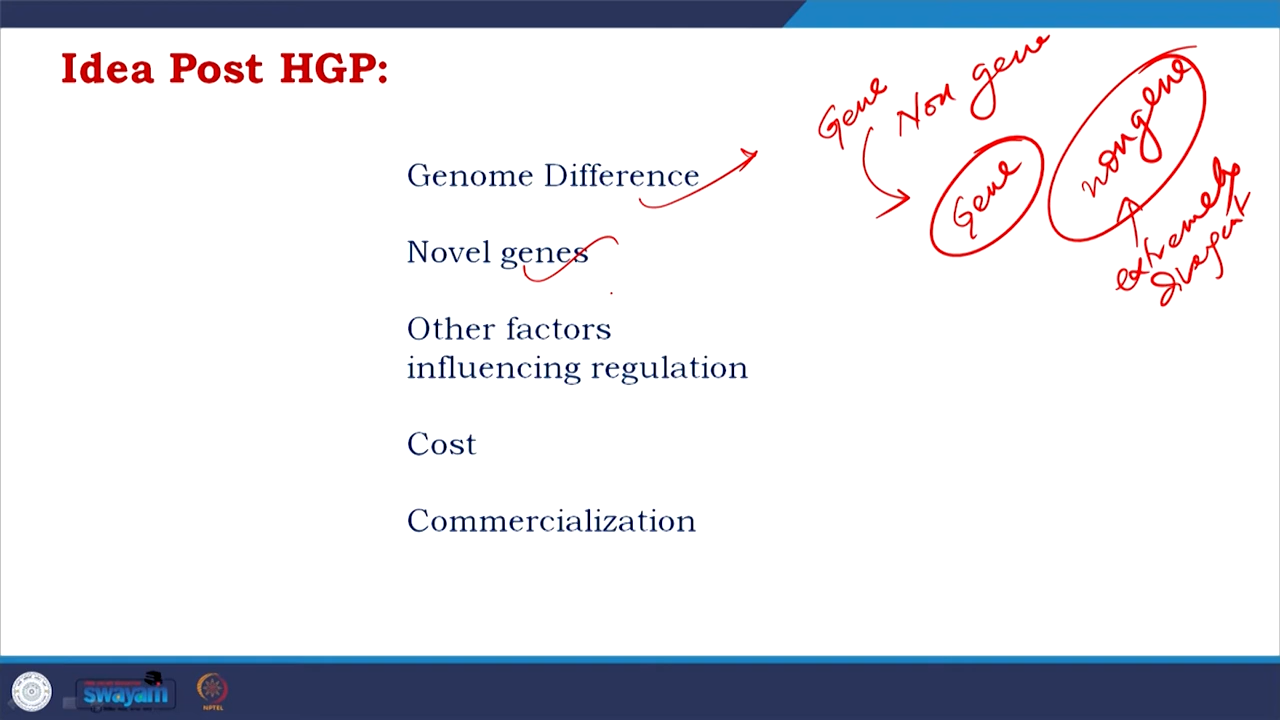 Idea Post HGP:
Gene Non gene
Gene nongene
extremely
divergent
Genome Difference
Novel genes
Other factors
influencing regulation
Cost
Commercialization
swayam
NPTEL